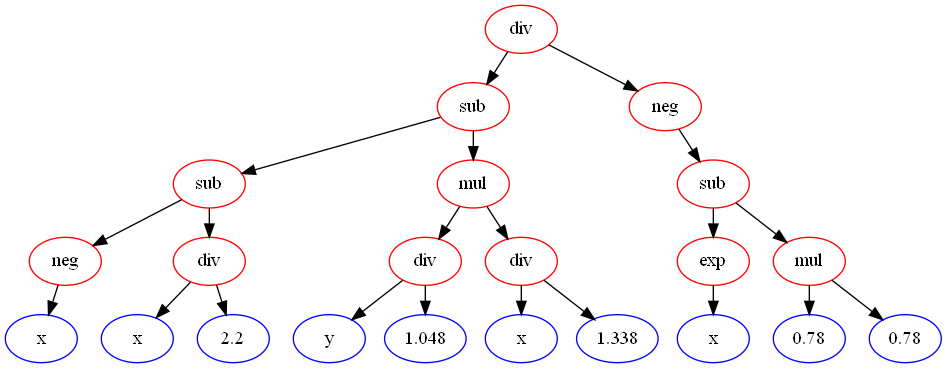 div
sub neg
sub mul sub
neg div div div exp mul
x x 2.2 y 1.048 x 1.338 x 0.78 0.78